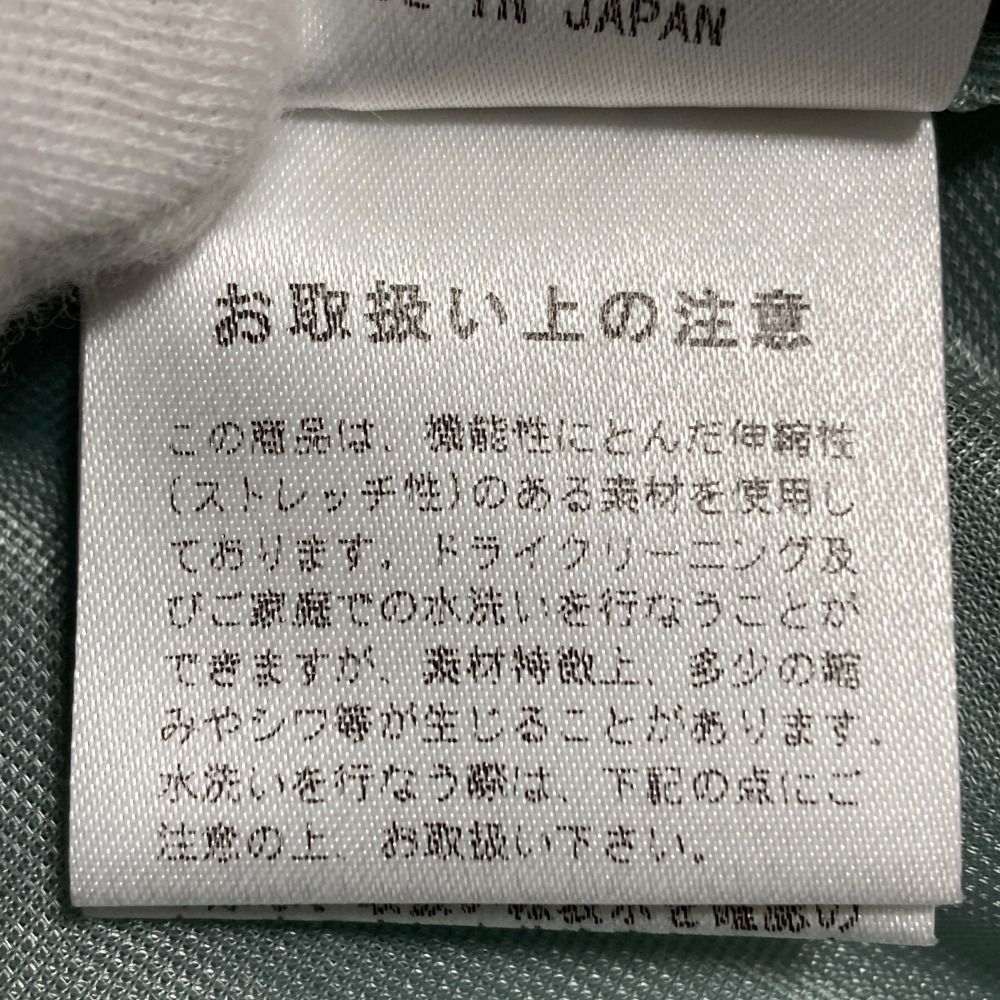 IN JAPAN
お取扱い上の注意
この商品は、機能性にとんだ伸縮性
(ストレッチ性)のある素材を使用し
ております。ドライクリーニング及
びご家庭での水洗いを行なうことが
できますが、素材特徴上、多少の縮
みやシワ等が生じることがあります。
水洗いを行なう際は、下記の点にご
注意の上、お取扱い下さい。